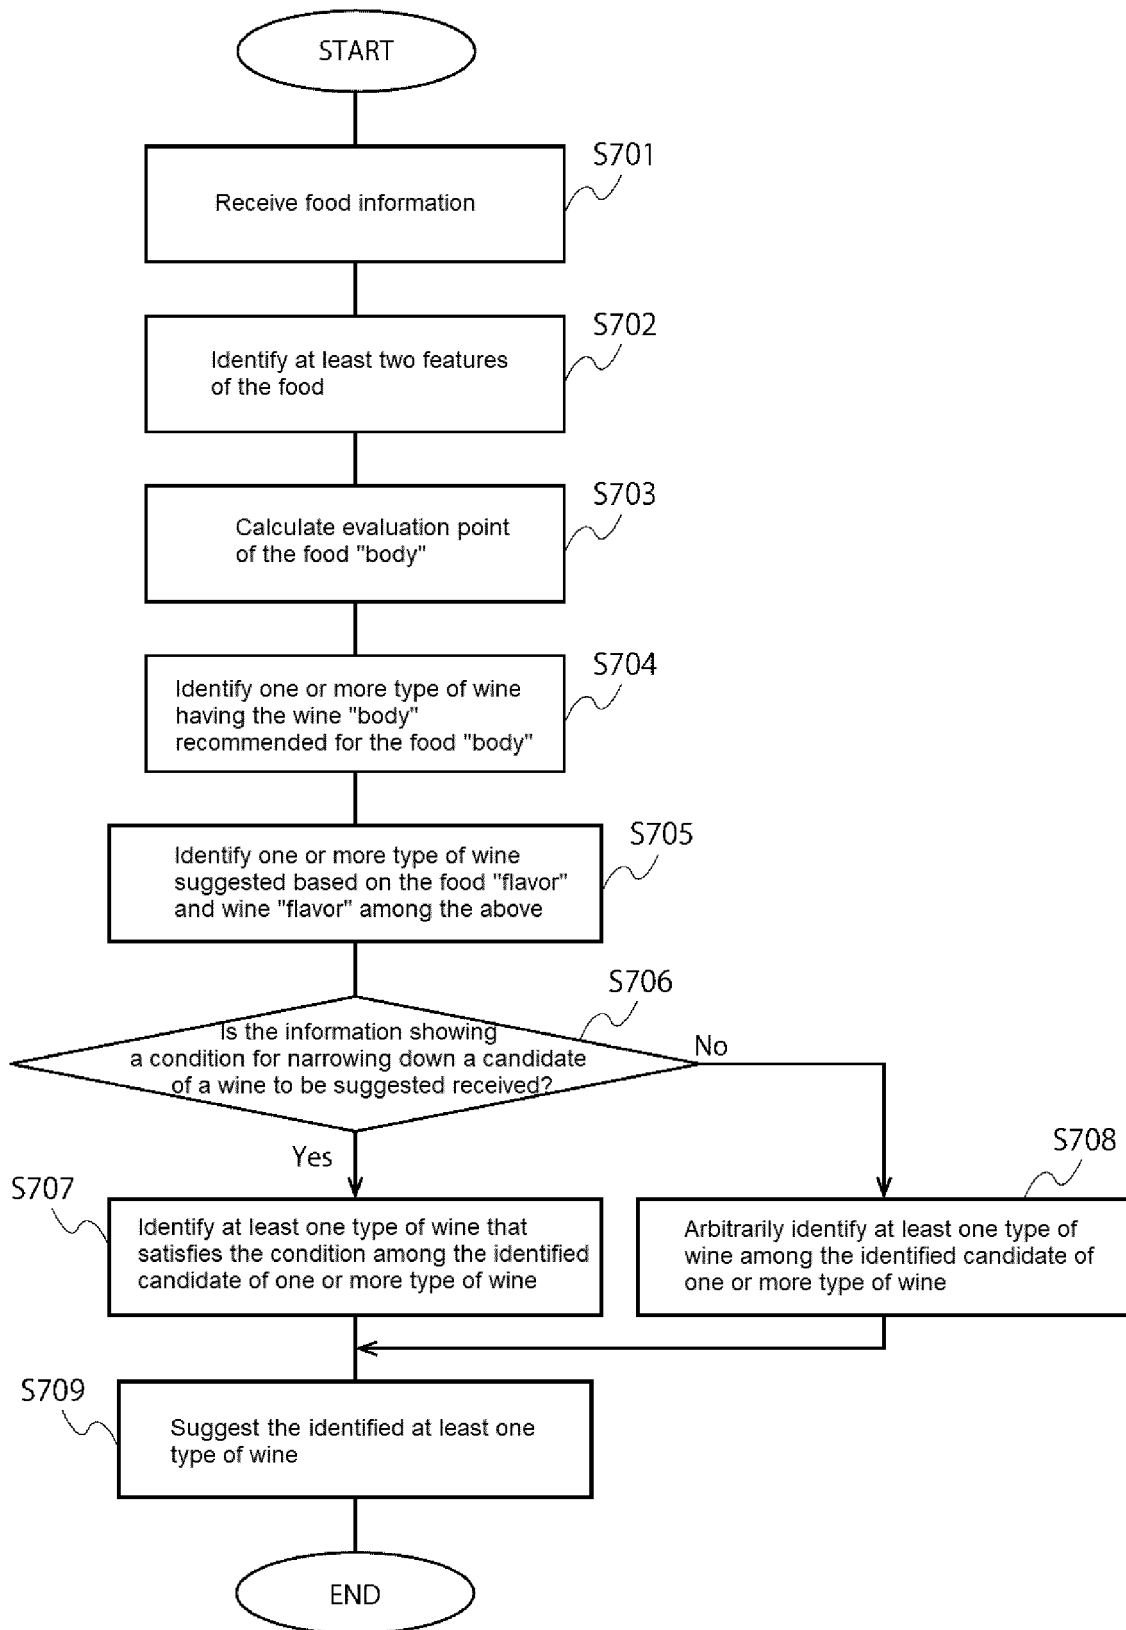 START
S701
Receive food information
S702
Identify at least two features
of the food
S703
Calculate evaluation point
of the food "body"
S704
Identify one or more type of wine
having the wine "body"
recommended for the food "body"
S705
Identify one or more type of wine
suggested based on the food "flavor"
and wine "flavor" among the above
S706
Is the information showing
a condition for narrowing down a candidate
of a wine to be suggested received?
No
Yes
S707
Identify at least one type of wine that
satisfies the condition among the identified
candidate of one or more type of wine
S708
Arbitrarily identify at least one type of
wine among the identified candidate of
one or more type of wine
S709
Suggest the identified at least one
type of wine
END